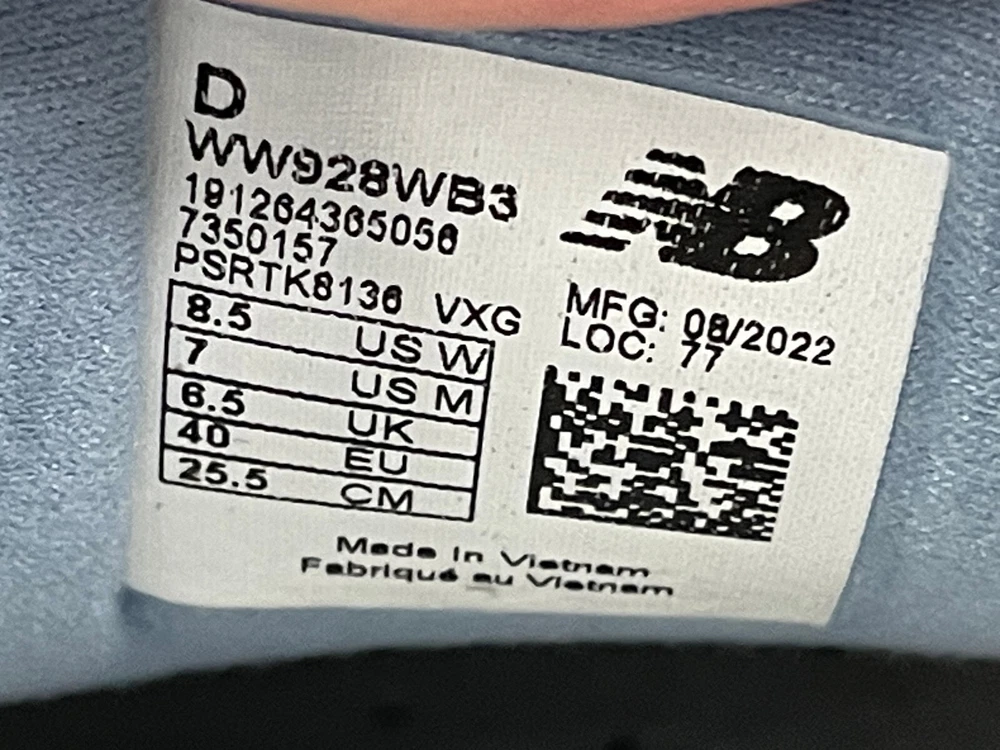 D
WW928WB3
191264365056
7350157
PSRTK8136 VXG
8.5 US W
7 US M
6.5 UK
40 EU
25.5 CM
NB
MFG: 08/2022
LOC: 77
Made In Vietnam
Fabriqué au Vietnam